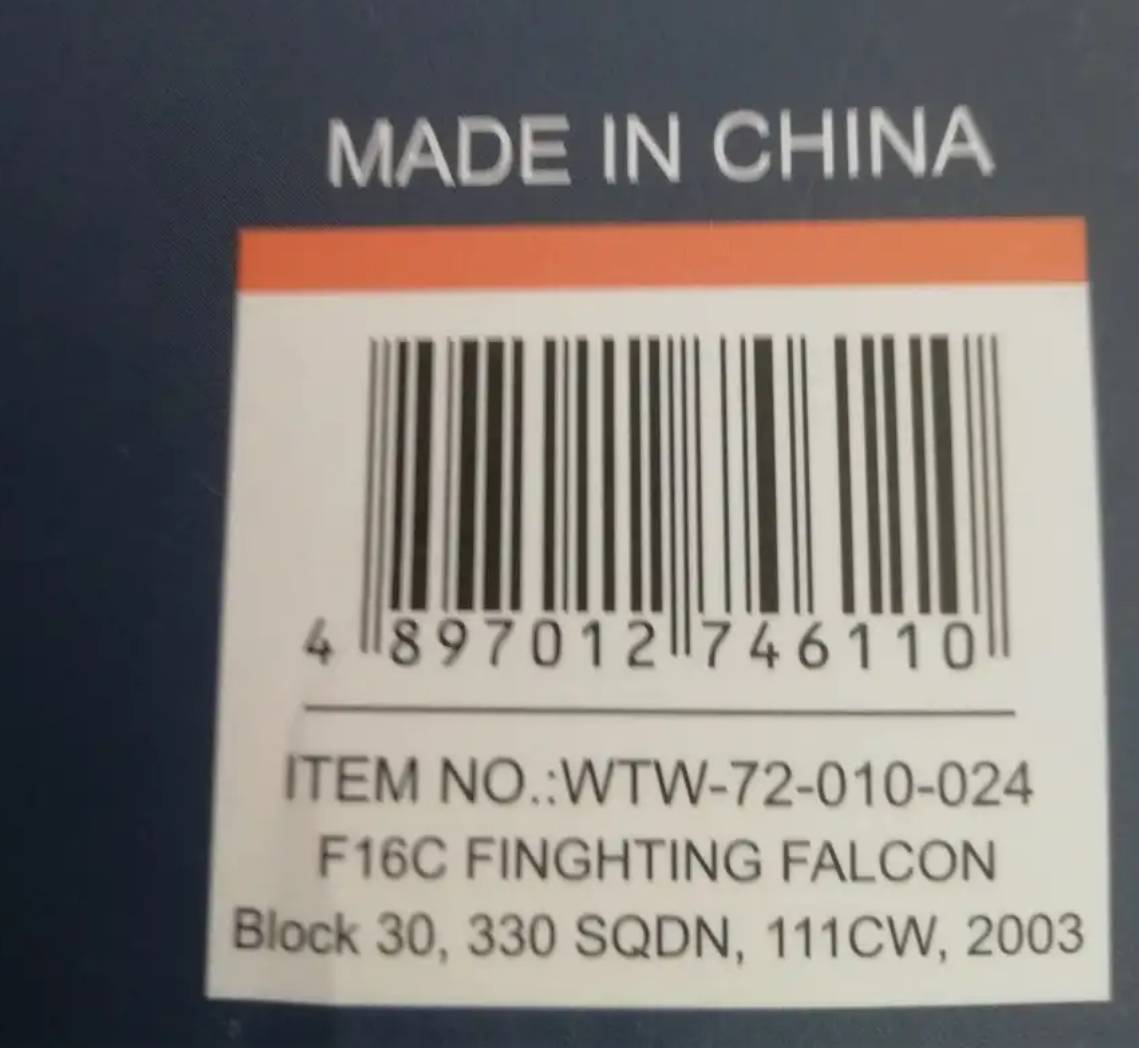 MADE IN CHINA
4 897012 746110
ITEM NO.:WTW-72-010-024
F16C FINGHTING FALCON
Block 30, 330 SQDN, 111CW, 2003